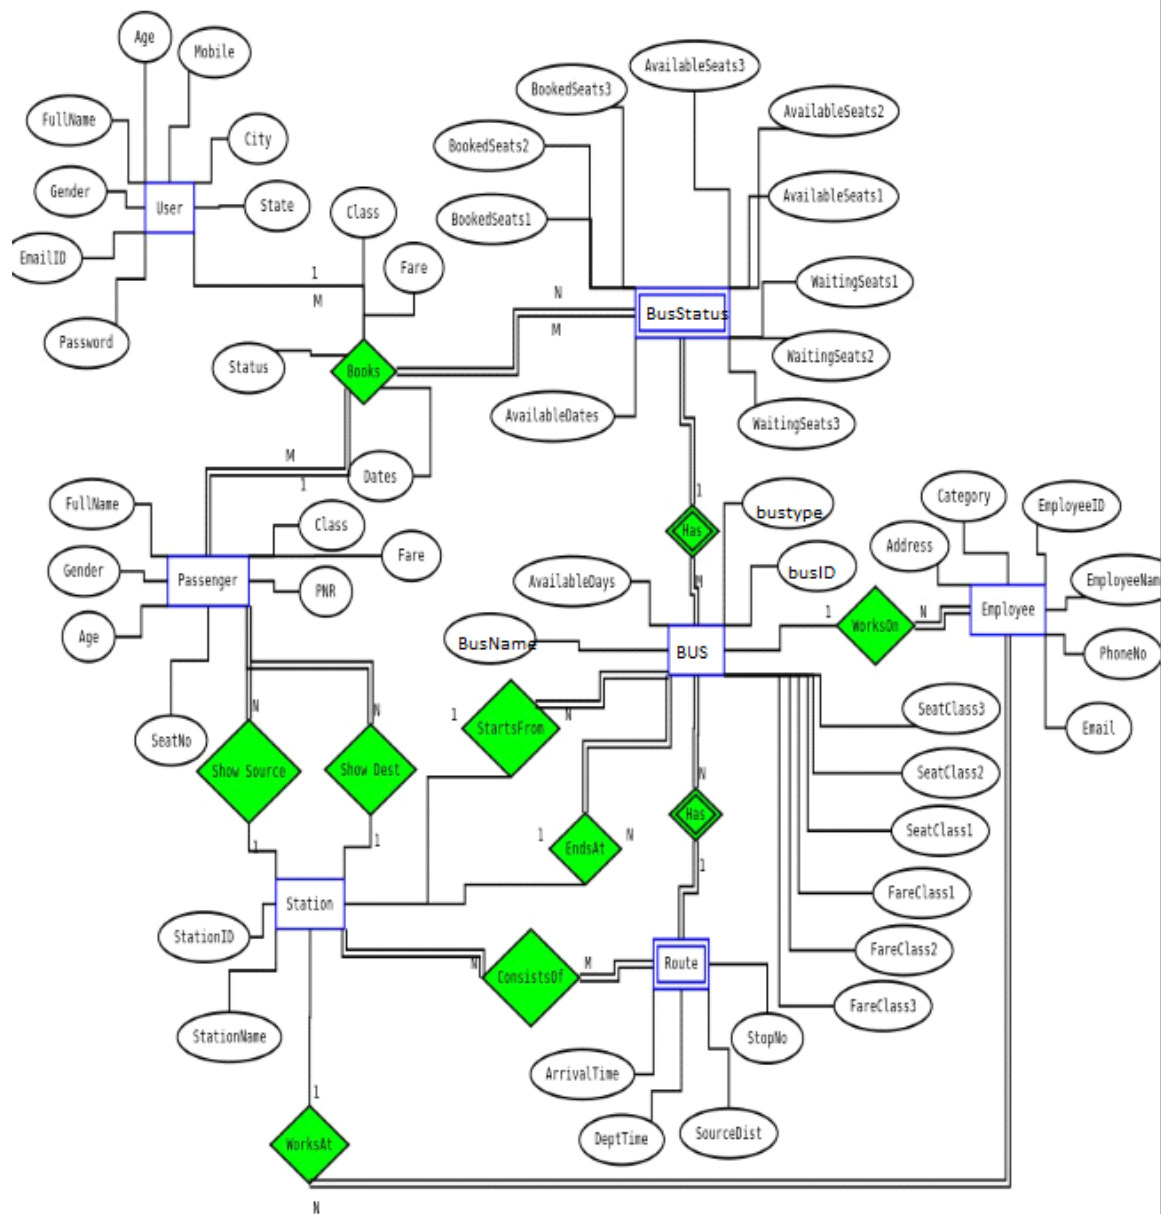 Age
Mobile
FullName
City
Gender
User
State
EmailID
Password
Class
Fare
1
M
Status
Books
Dates
M
1
N
M
BookedSeats3
AvailableSeats3
AvailableSeats2
BookedSeats2
AvailableSeats1
BookedSeats1
WaitingSeats1
BusStatus
WaitingSeats2
AvailableDates
WaitingSeats3
1
Has
M
bustype
busID
AvailableDays
BusName
BUS
1
WorksOn
N
Category
EmployeeID
Address
EmployeeNam
Employee
PhoneNo
Email
FullName
Class
Fare
Gender
Passenger
PNR
Age
SeatNo
N
N
Show Source
Show Dest
1
1
1
StartsFrom
N
1
EndsAt
N
N
Has
1
SeatClass3
SeatClass2
SeatClass1
FareClass1
FareClass2
FareClass3
Station
StationID
StationName
N
ConsistsOf
M
Route
StopNo
ArrivalTime
DeptTime
SourceDist
1
WorksAt
N